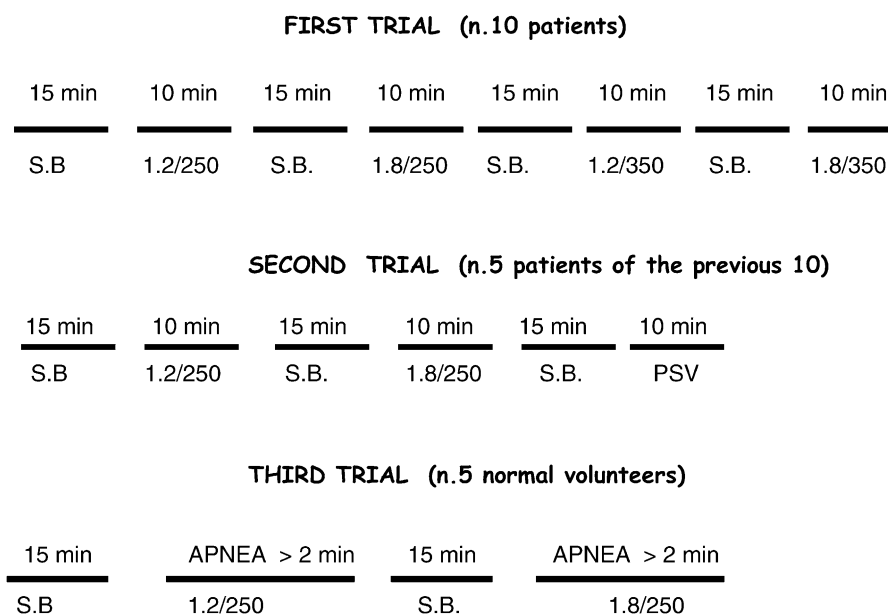 FIRST TRIAL (n.10 patients)
15 min 10 min 15 min 10 min 15 min 10 min 15 min 10 min
S.B 1.2/250 S.B. 1.8/250 S.B. 1.2/350 S.B. 1.8/350
SECOND TRIAL (n.5 patients of the previous 10)
15 min 10 min 15 min 10 min 15 min 10 min
S.B 1.2/250 S.B. 1.8/250 S.B. PSV
THIRD TRIAL (n.5 normal volunteers)
15 min APNEA > 2 min 15 min APNEA > 2 min
S.B 1.2/250 S.B. 1.8/250